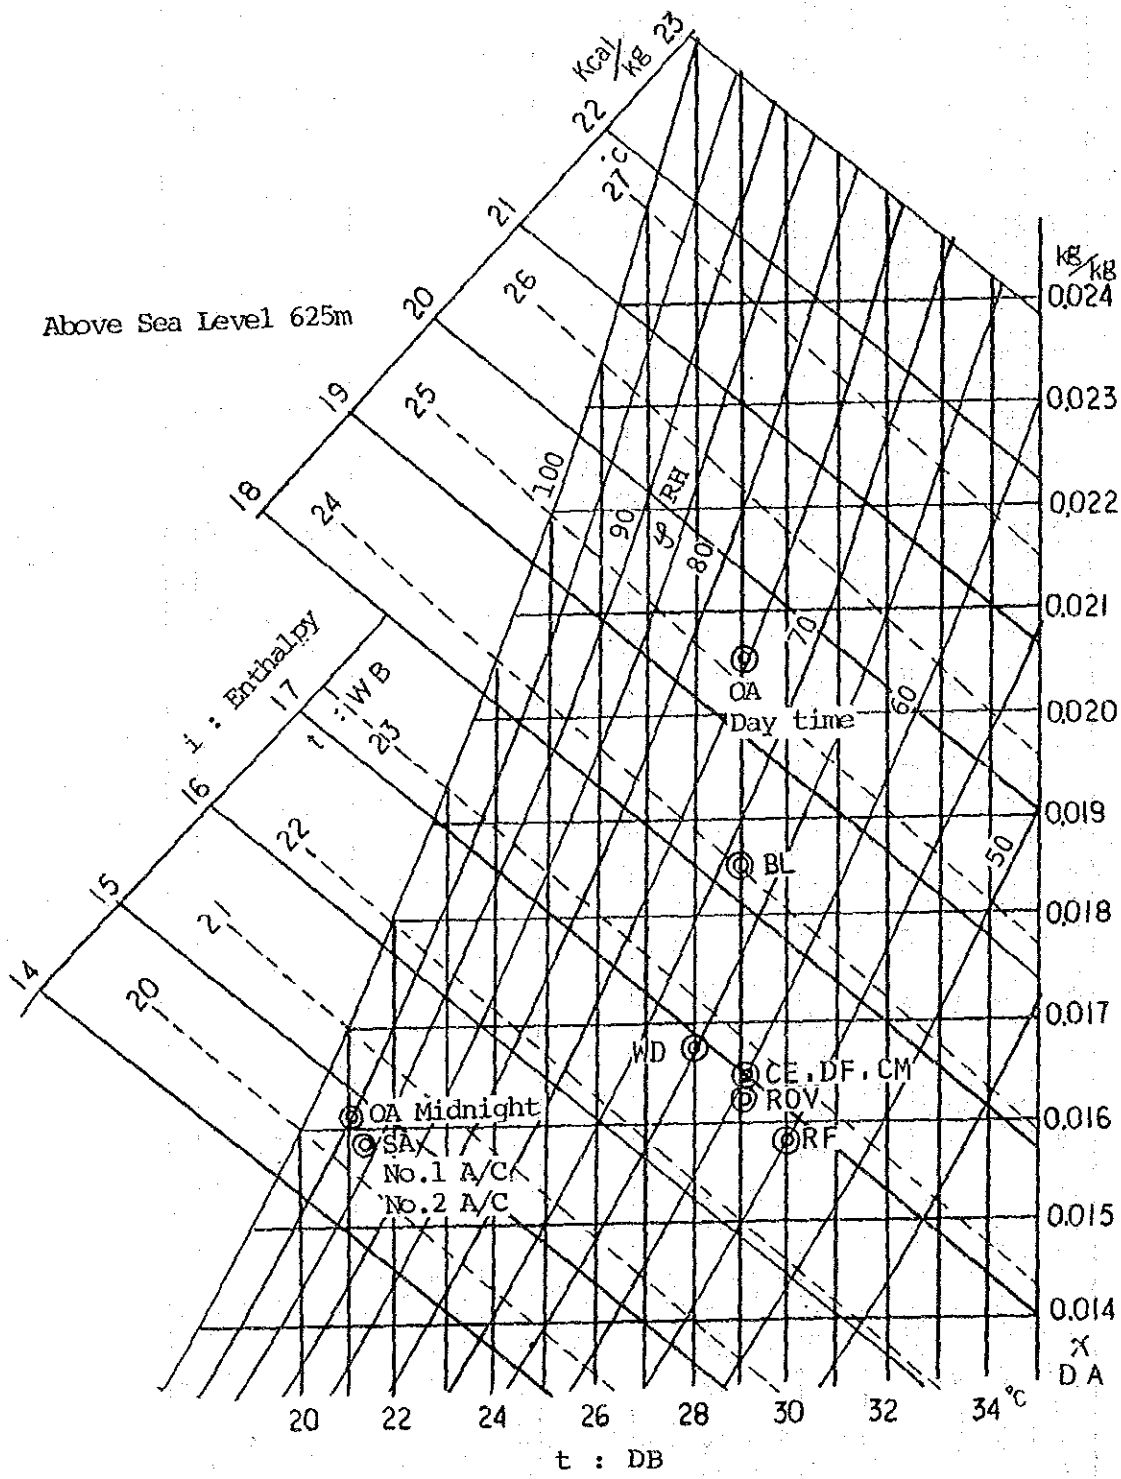 Kcal/kg
23
22
°C
27
21
kg/kg
26
0.024
20
Above Sea Level 625m
25
19
0.023
100
RH
18
24
90
φ
80
0.022
0.021
i : Enthalpy
70
OA
Day time
60
0.020
17
t : WB
23
16
0.019
22
50
BL
15
0.018
21
14
20
0.017
WD
CE, DF, CM
ROV
OA Midnight
0.016
SA
RF
No.1 A/C
No.2 A/C
0.015
0.014
x
DA
20
22
24
26
28
30
32
34 °C
t : DB